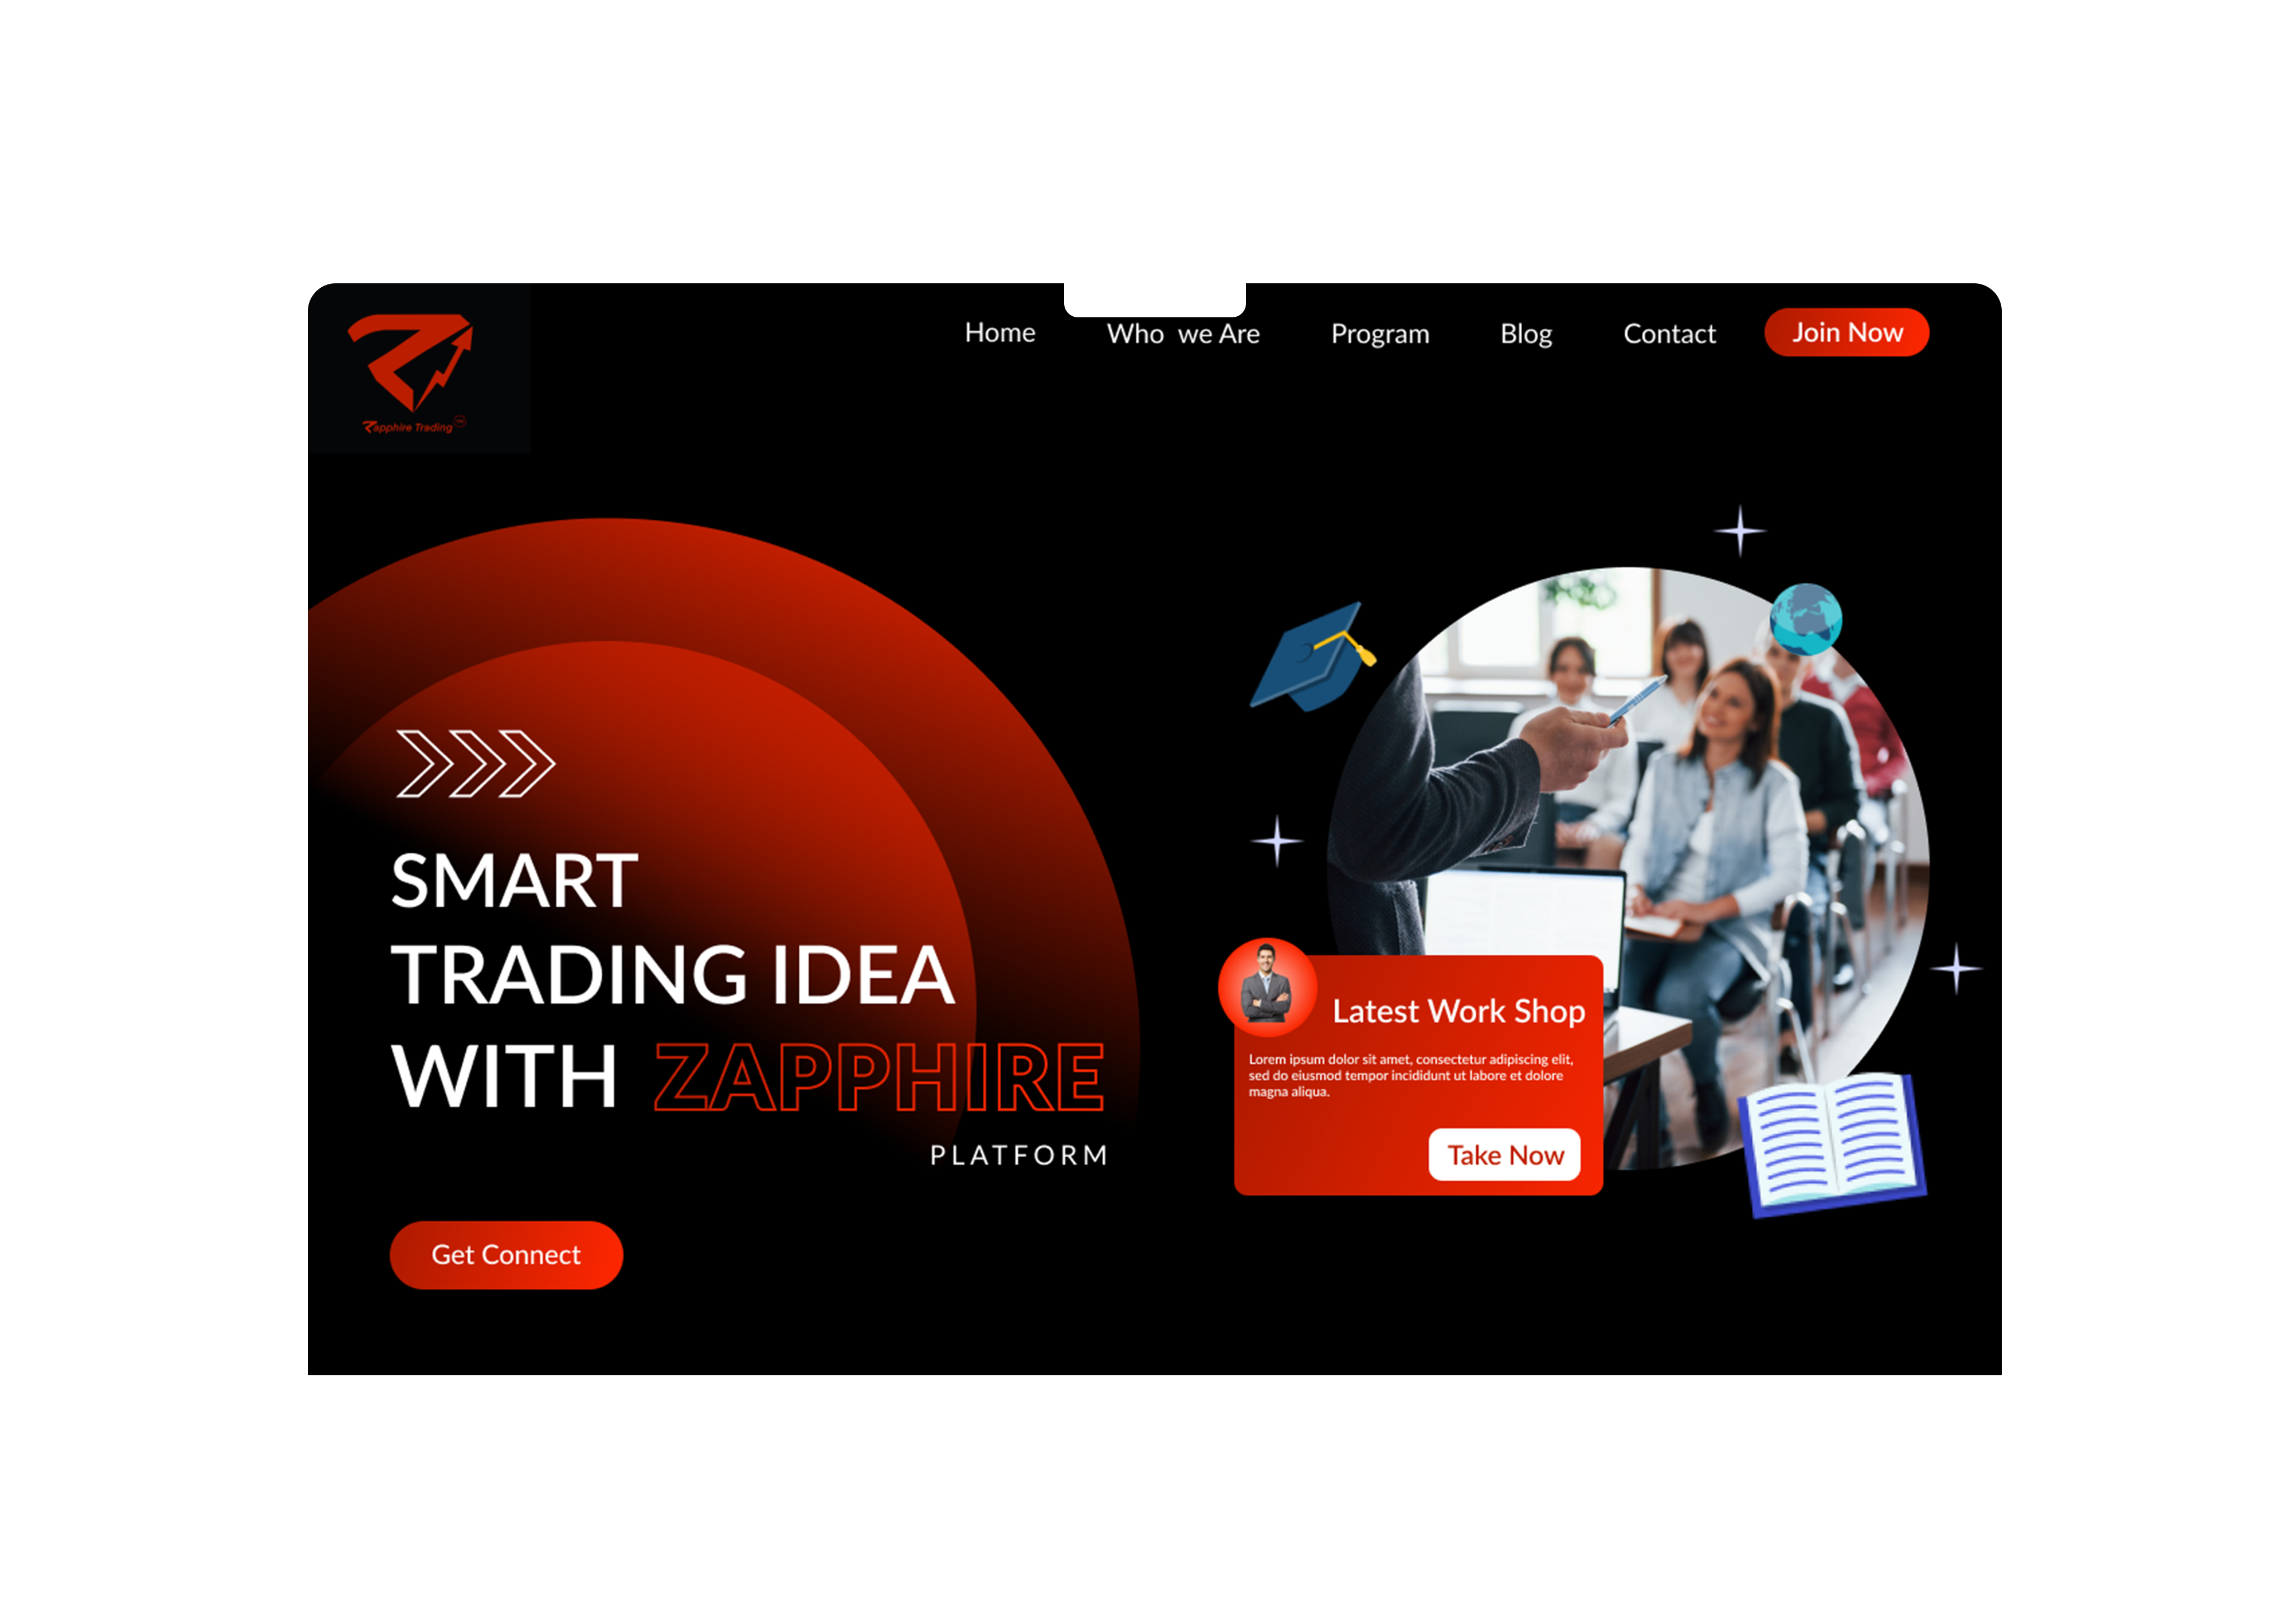 Zapphire Trading
Home Who we Are Program Blog Contact Join Now
SMART
TRADING IDEA
WITH ZAPPHIRE
PLATFORM
Get Connect
Latest Work Shop
Lorem ipsum dolor sit amet, consectetur adipiscing elit,
sed do eiusmod tempor incididunt ut labore et dolore
magna aliqua.
Take Now